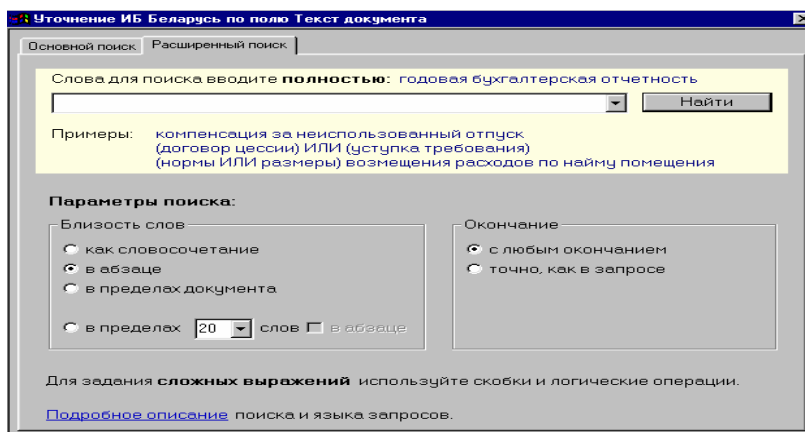 Уточнение ИБ Беларусь по полю Текст документа
Основной поиск Расширенный поиск
Слова для поиска вводите полностью: годовая бухгалтерская отчетность
Найти
Примеры: компенсация за неиспользованный отпуск
(договор цессии) ИЛИ (уступка требования)
(нормы ИЛИ размеры) возмещения расходов по найму помещения
Параметры поиска:
Близость слов
как словосочетание
в абзаце
в пределах документа
в пределах 20 слов в абзаце
Окончание
с любым окончанием
точно, как в запросе
Для задания сложных выражений используйте скобки и логические операции.
Подробное описание поиска и языка запросов.